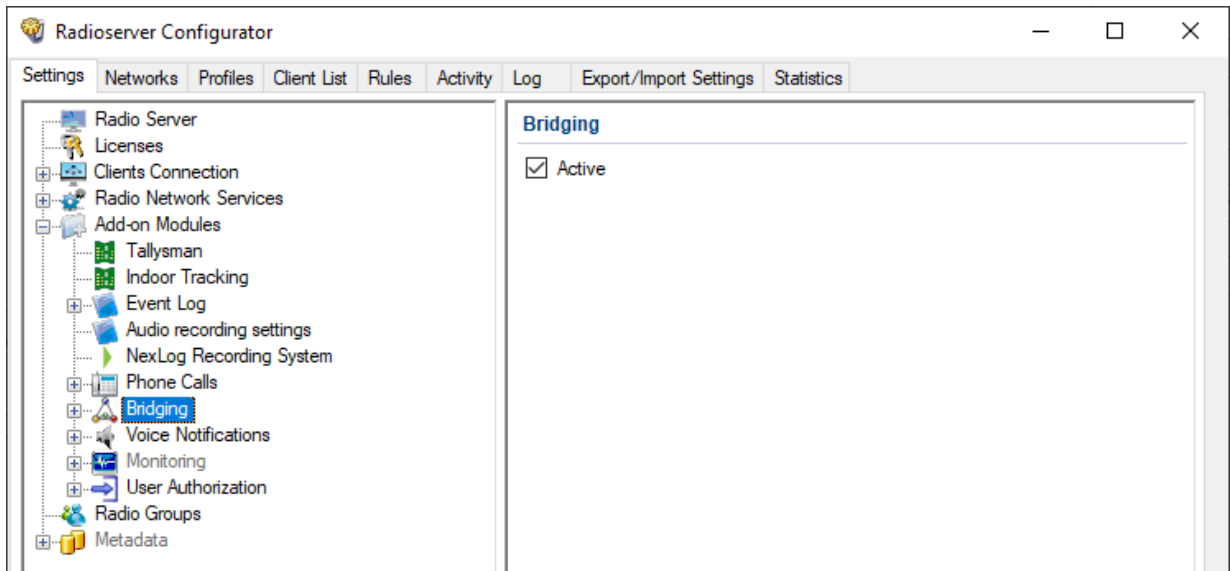 Radioserver Configurator
Settings Networks Profiles Client List Rules Activity Log Export/Import Settings Statistics
Radio Server
Licenses
Clients Connection
Radio Network Services
Add-on Modules
Tallysman
Indoor Tracking
Event Log
Audio recording settings
NexLog Recording System
Phone Calls
Bridging
Voice Notifications
Monitoring
User Authorization
Radio Groups
Metadata
Bridging
Active